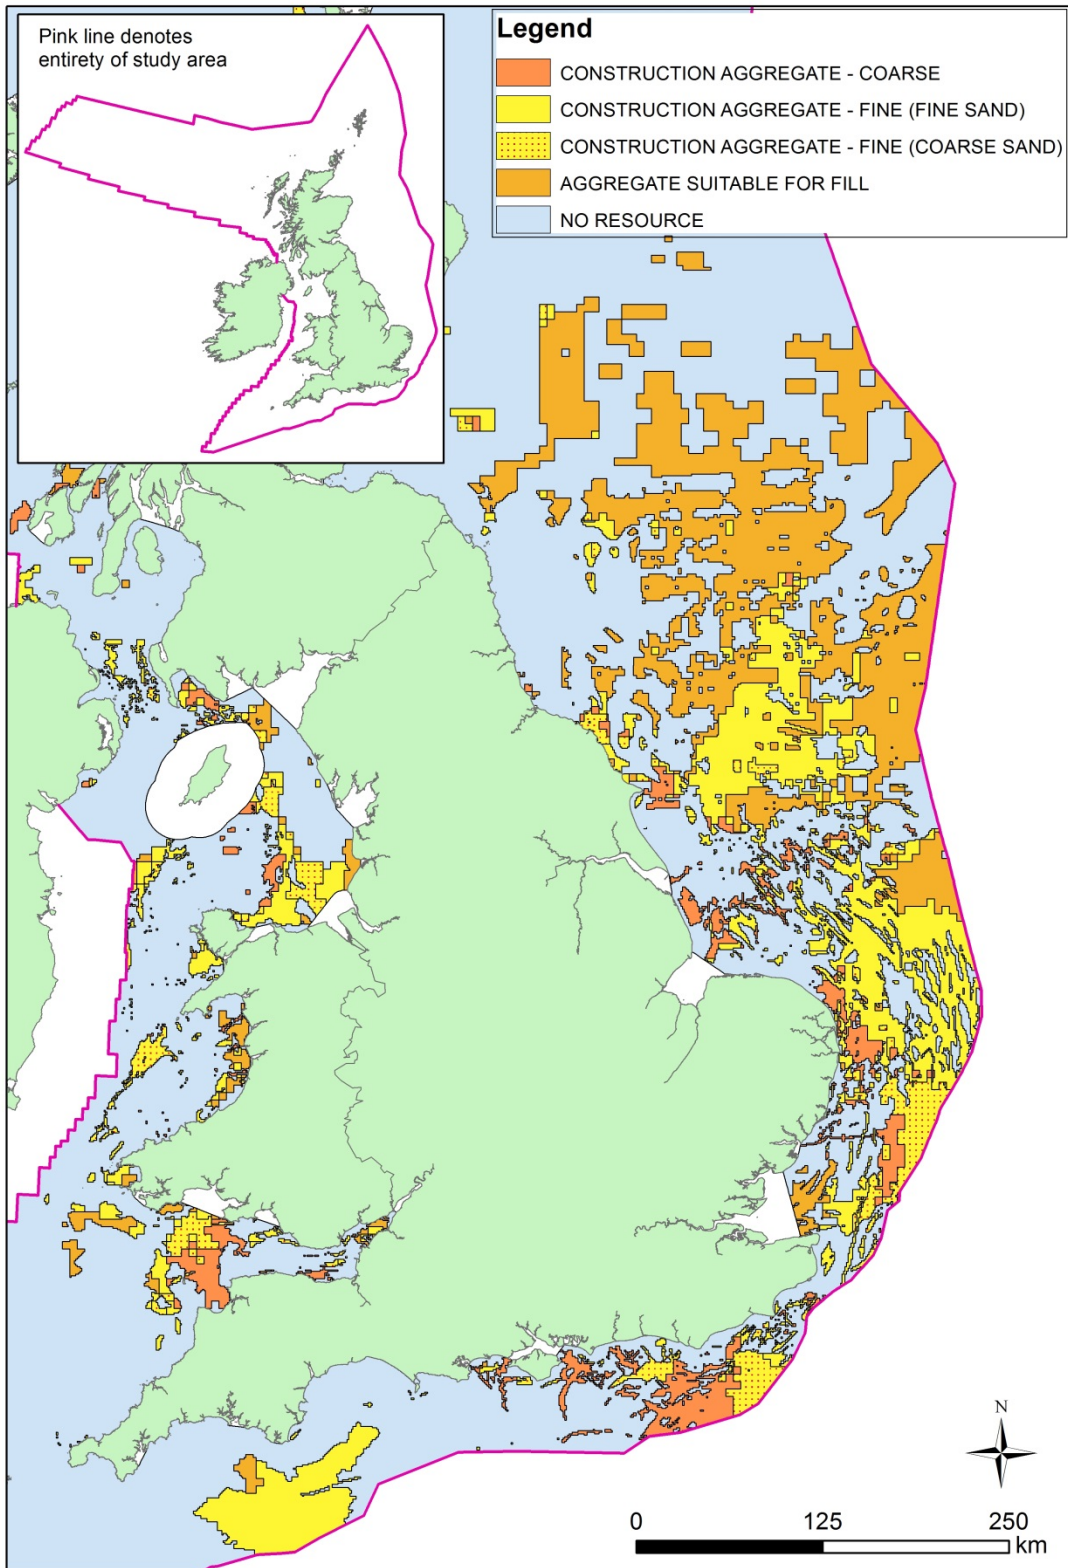 Pink line denotes
entirety of study area
Legend
CONSTRUCTION AGGREGATE - COARSE
CONSTRUCTION AGGREGATE - FINE (FINE SAND)
CONSTRUCTION AGGREGATE - FINE (COARSE SAND)
AGGREGATE SUITABLE FOR FILL
NO RESOURCE
N
0 125 250
km